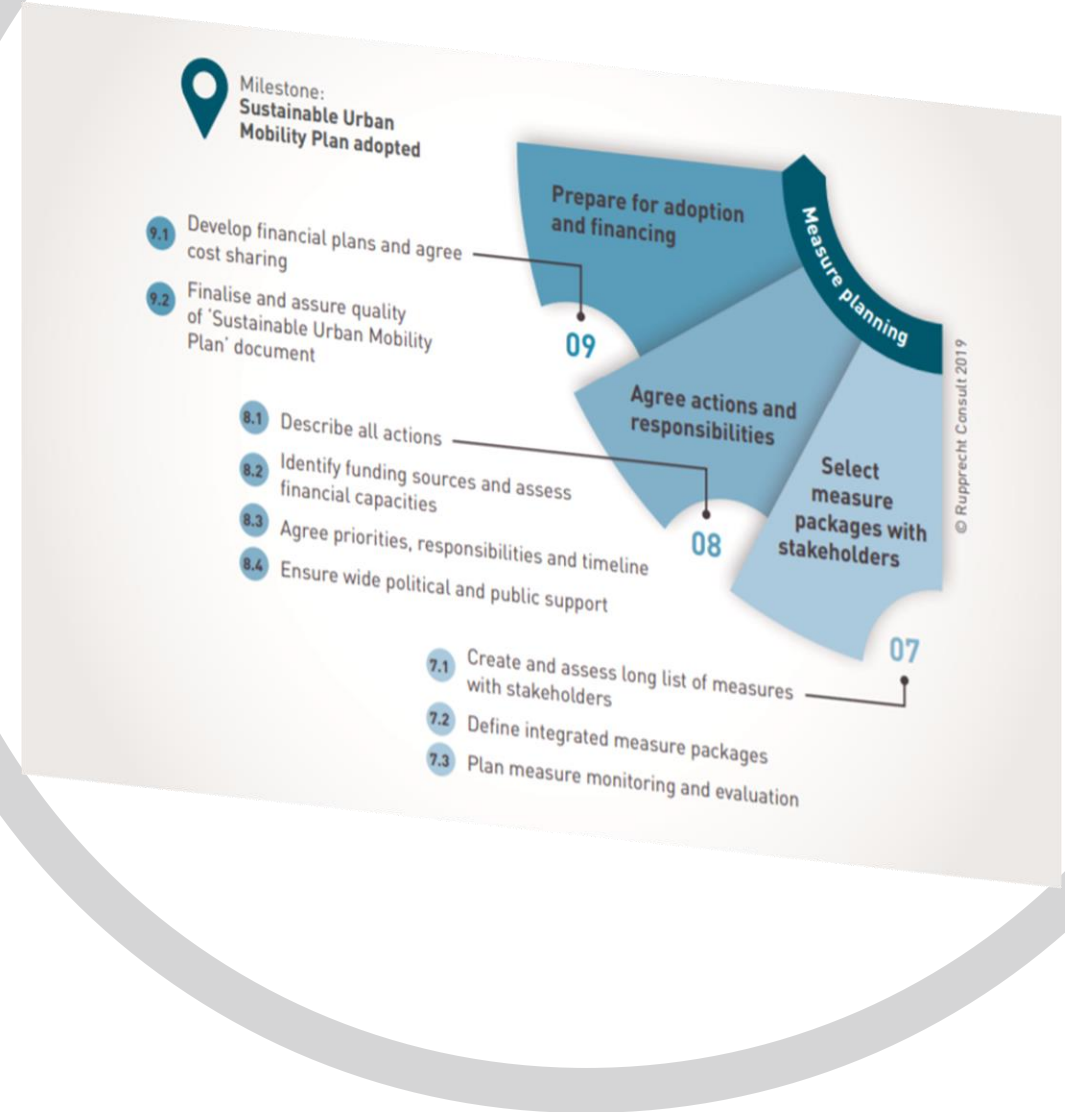 Milestone:
Sustainable Urban
Mobility Plan adopted
Prepare for adoption
and financing
Measure planning
9.1 Develop financial plans and agree
cost sharing
9.2 Finalise and assure quality
of ‘Sustainable Urban Mobility
Plan’ document
09
Agree actions and
responsibilities
8.1 Describe all actions
8.2 Identify funding sources and assess
financial capacities
8.3 Agree priorities, responsibilities and timeline
8.4 Ensure wide political and public support
08
Select
measure
packages with
stakeholders
© Rupprecht Consult 2019
07
7.1 Create and assess long list of measures
with stakeholders
7.2 Define integrated measure packages
7.3 Plan measure monitoring and evaluation